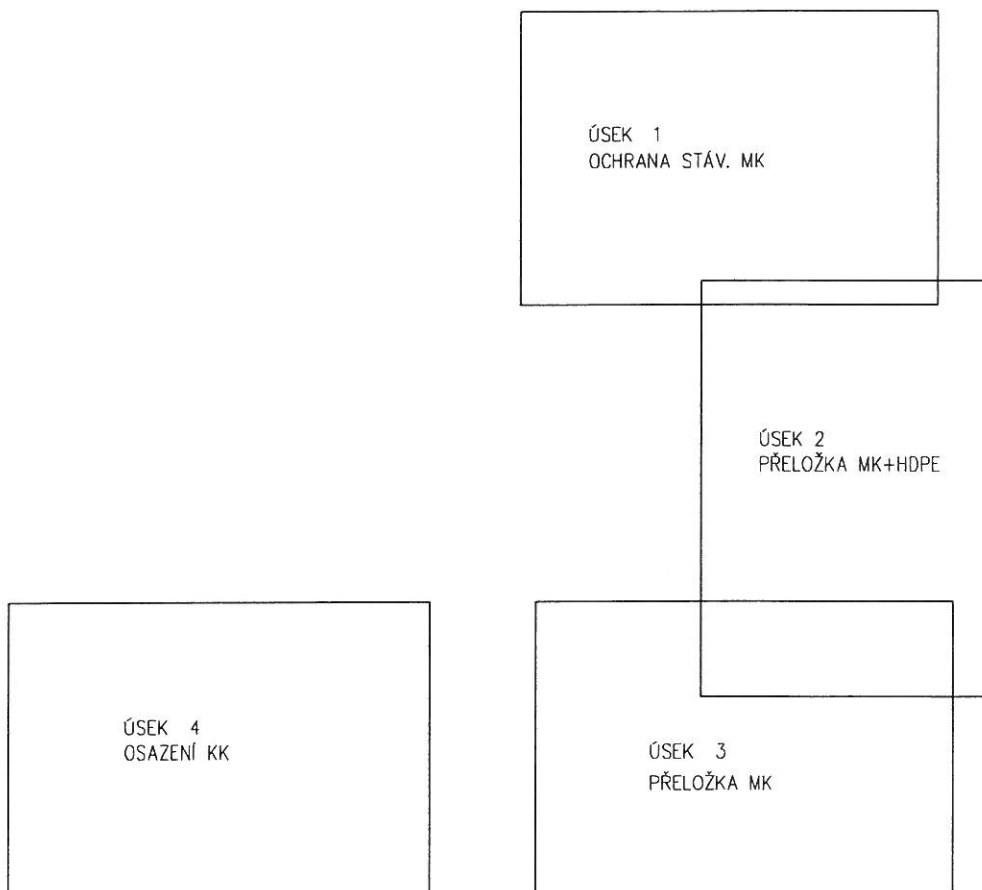 ÚSEK 1
OCHRANA STÁV. MK
ÚSEK 2
PŘELOŽKA MK+HDPE
ÚSEK 4
OSAZENÍ KK
ÚSEK 3
PŘELOŽKA MK